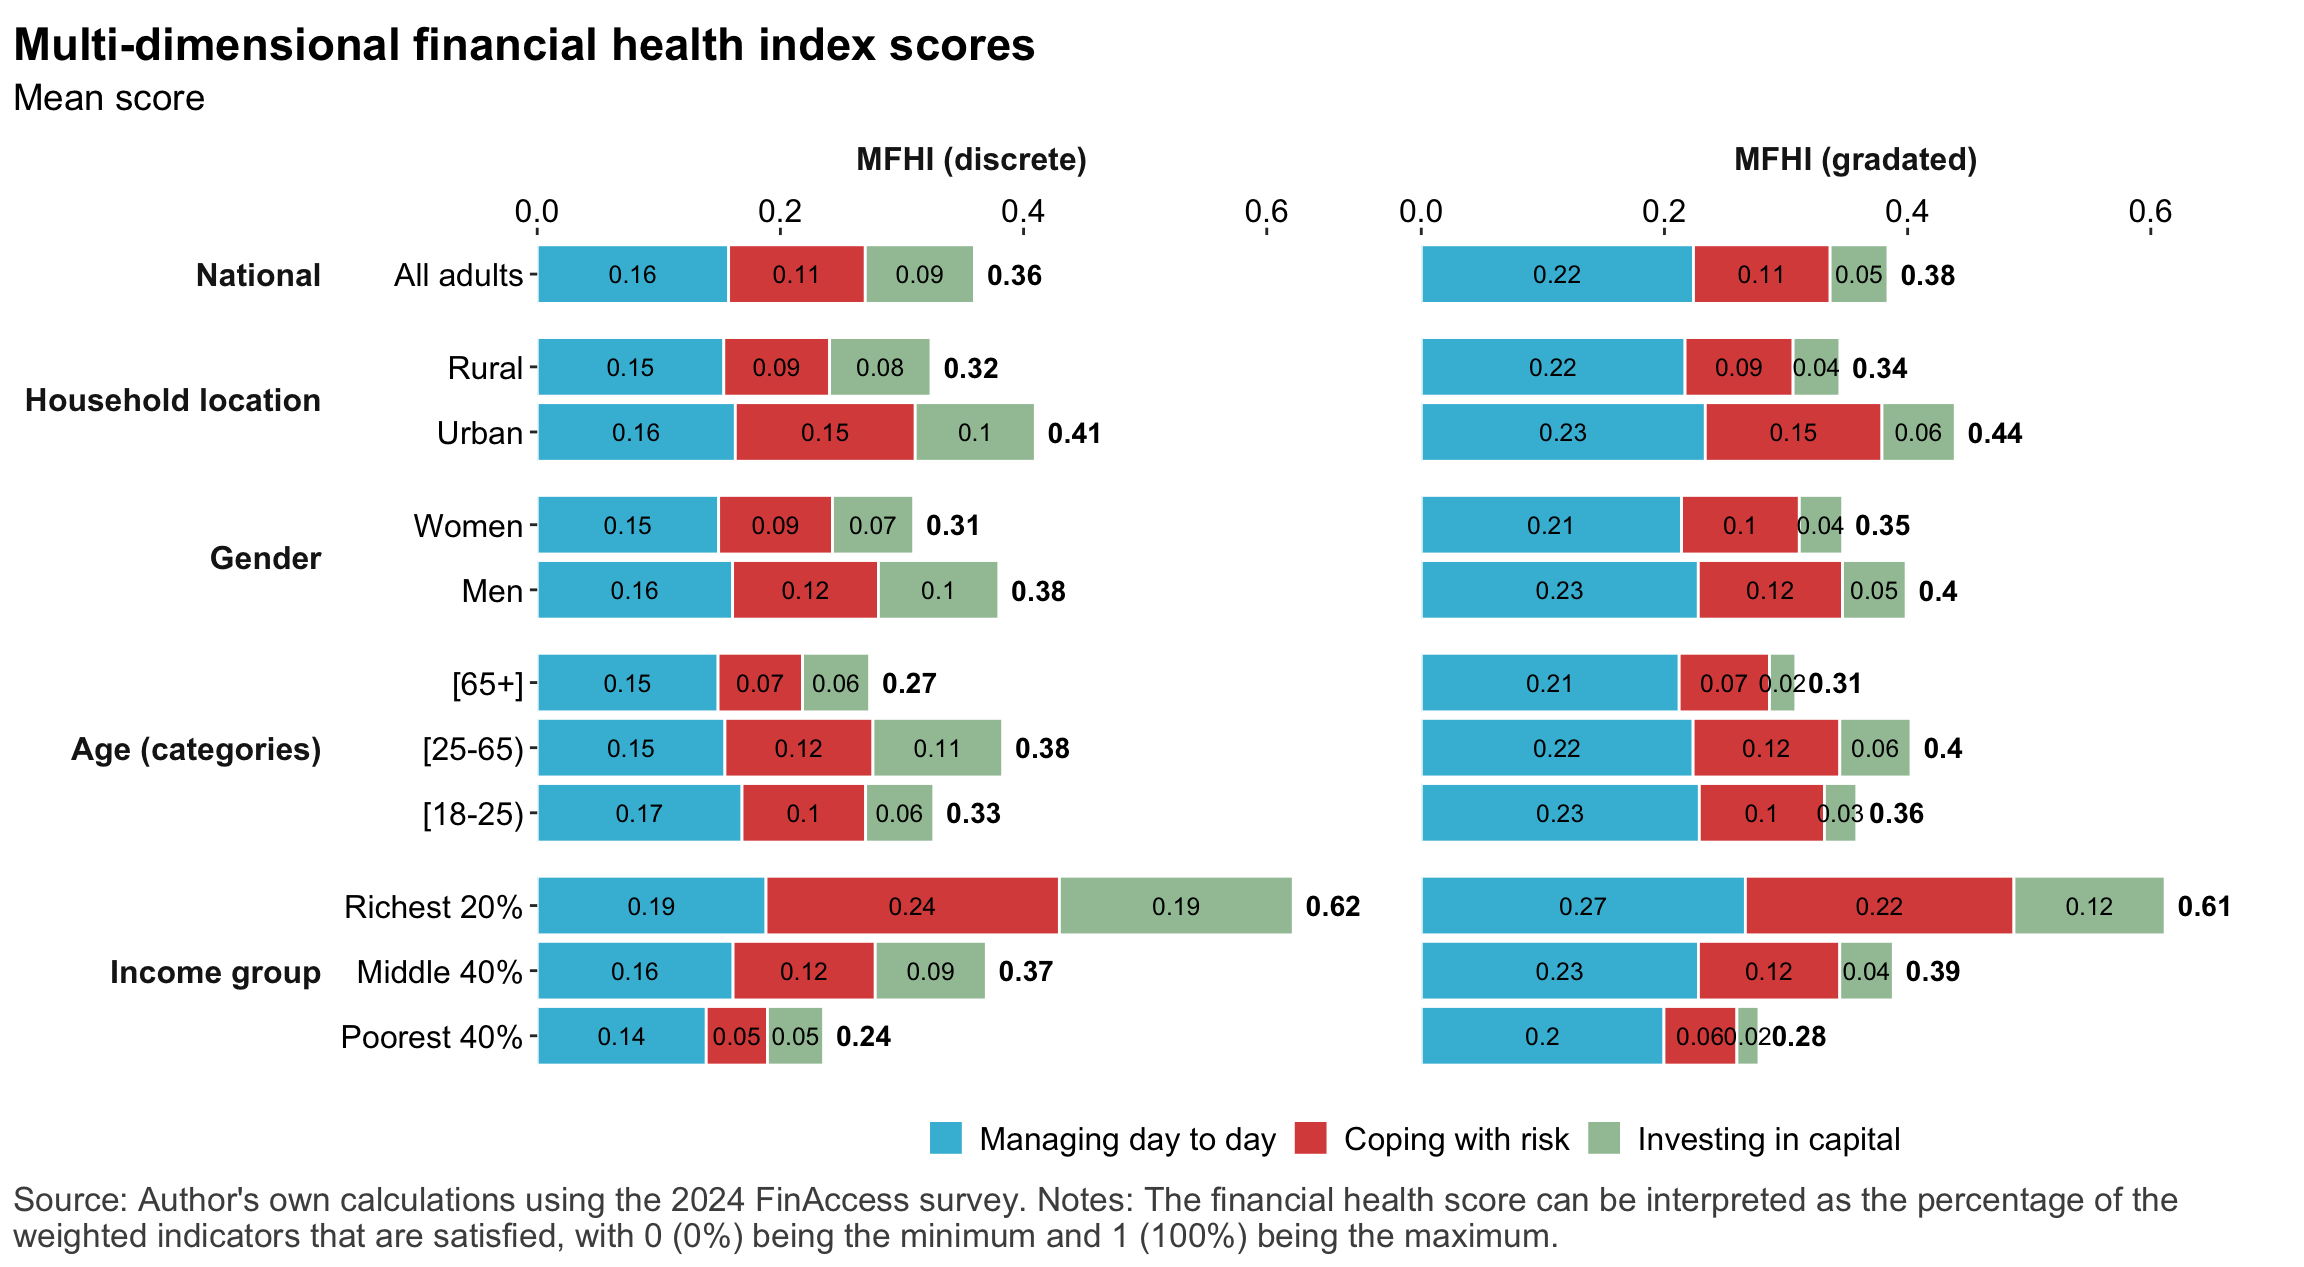 Multi-dimensional financial health index scores
Mean score
MFHI (discrete) MFHI (gradated)
0.0 0.2 0.4 0.6 0.0 0.2 0.4 0.6
National All adults 0.16 0.11 0.09 0.36 0.22 0.11 0.05 0.38
Rural 0.15 0.09 0.08 0.32 0.22 0.09 0.04 0.34
Household location
Urban 0.16 0.15 0.1 0.41 0.23 0.15 0.06 0.44
Women 0.15 0.09 0.07 0.31 0.21 0.1 0.04 0.35
Gender
Men 0.16 0.12 0.1 0.38 0.23 0.12 0.05 0.4
[65+] 0.15 0.07 0.06 0.27 0.21 0.07 0.02 0.31
Age (categories) [25-65) 0.15 0.12 0.11 0.38 0.22 0.12 0.06 0.4
[18-25) 0.17 0.1 0.06 0.33 0.23 0.1 0.03 0.36
Richest 20% 0.19 0.24 0.19 0.62 0.27 0.22 0.12 0.61
Income group Middle 40% 0.16 0.12 0.09 0.37 0.23 0.12 0.04 0.39
Poorest 40% 0.14 0.05 0.05 0.24 0.2 0.06 0.02 0.28
Managing day to day Coping with risk Investing in capital
Source: Author's own calculations using the 2024 FinAccess survey. Notes: The financial health score can be interpreted as the percentage of the
weighted indicators that are satisfied, with 0 (0%) being the minimum and 1 (100%) being the maximum.